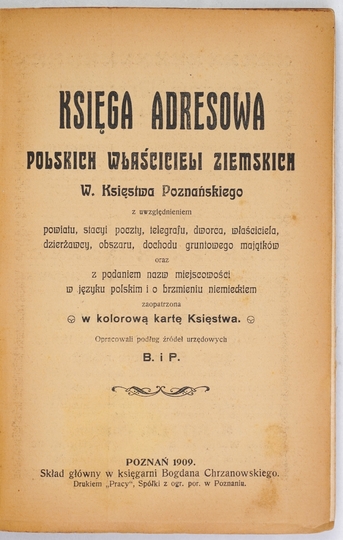 KSIĘGA ADRESOWA
POLSKICH WŁAŚCICIELI ZIEMSKICH
W. Księstwa Poznańskiego
z uwzględnieniem
powiatu, stacyi poczty, telegrafu, dworca, właściciela,
dzierżawcy, obszaru, dochodu gruntowego majątków
oraz
z podaniem nazw miejscowości
w języku polskim i o brzmieniu niemieckiem
zaopatrzona
w kolorową kartę Księstwa.
Opracowali podług źródeł urzędowych
B. i P.
POZNAŃ 1909.
Skład główny w księgarni Bogdana Chrzanowskiego.
Drukiem „Pracy", Spółki z ogr. por. w Poznaniu.